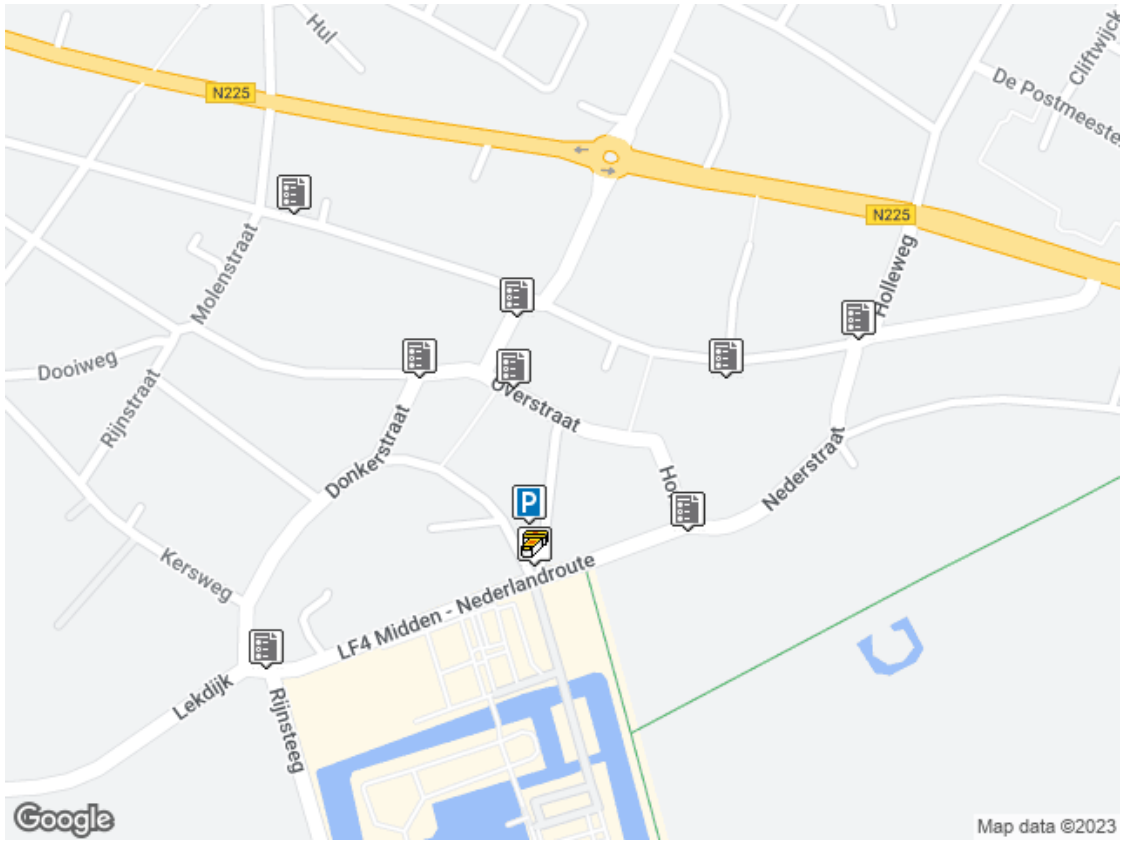 Hul
Cliftwijck
De Postmeester
N225
N225
Molenstraat
Holleweg
Dooiweg
Rijnstraat
Overstraat
Donkerstraat
Nederstraat
Ho
P
Kersweg
LF4 Midden - Nederlandroute
Lekdijk
Rijnsteeg
Google
Map data ©2023